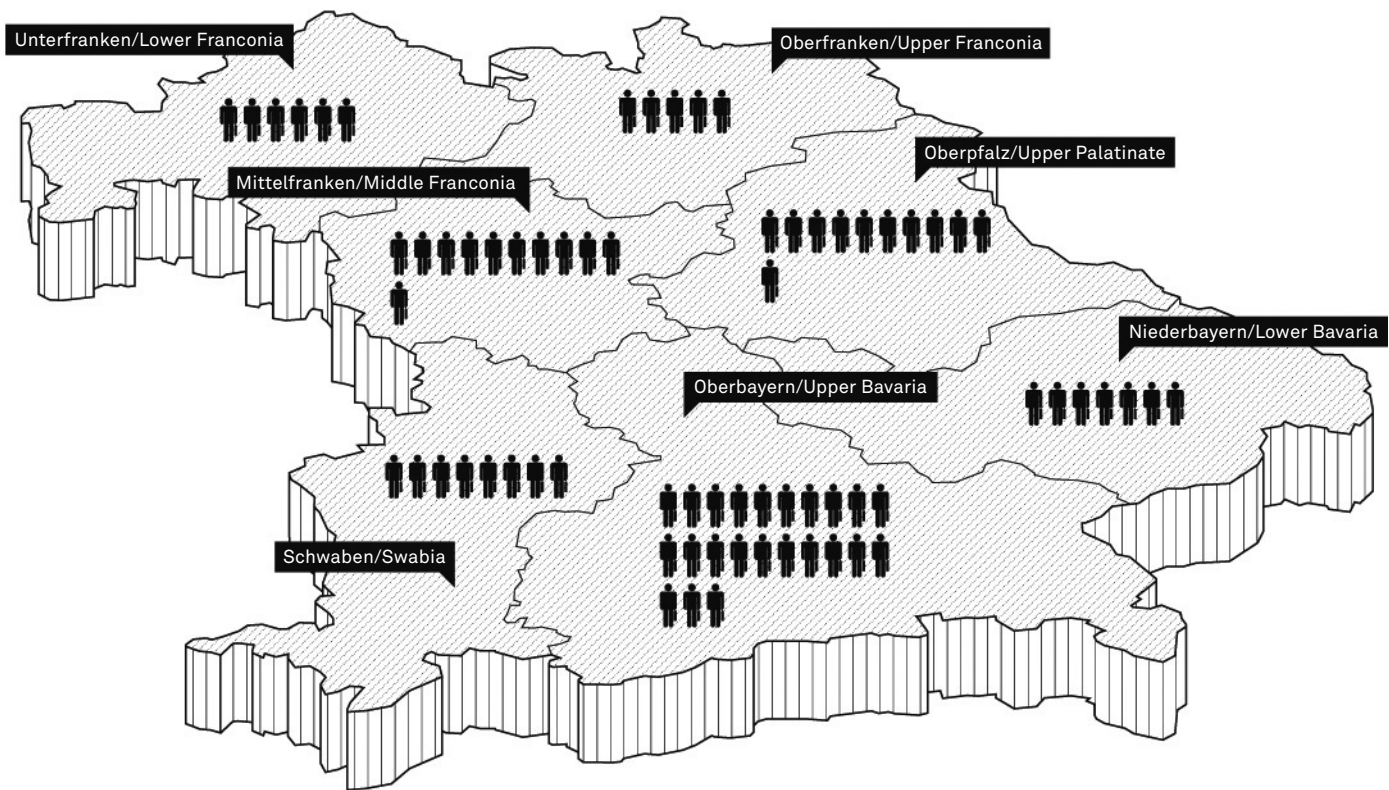 Unterfranken/Lower Franconia
Oberfranken/Upper Franconia
Oberpfalz/Upper Palatinate
Mittelfranken/Middle Franconia
Niederbayern/Lower Bavaria
Oberbayern/Upper Bavaria
Schwaben/Swabia